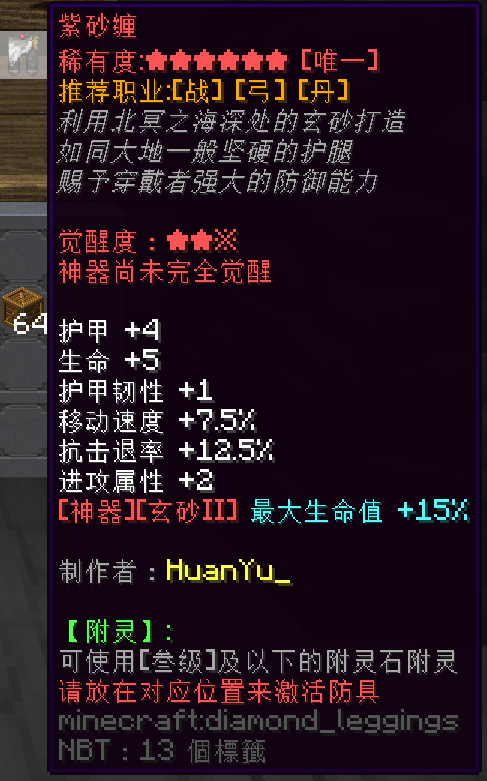 紫砂缠
稀有度:★★★★★★ [唯一]
推荐职业:[战] [弓] [丹]
利用北冥之海深处的玄砂打造
如同大地一般坚硬的护腿
赐予穿戴者强大的防御能力
觉醒度：★★※
神器尚未完全觉醒
护甲 +4
生命 +5
护甲韧性 +1
移动速度 +7.5%
抗击退率 +12.5%
进攻属性 +2
[神器][玄砂II] 最大生命值 +15%
制作者：HuanYu_
【附灵】:
可使用[叁级]及以下的附灵石附灵
请放在对应位置来激活防具
minecraft:diamond_leggings
NBT：13 個標籤
64